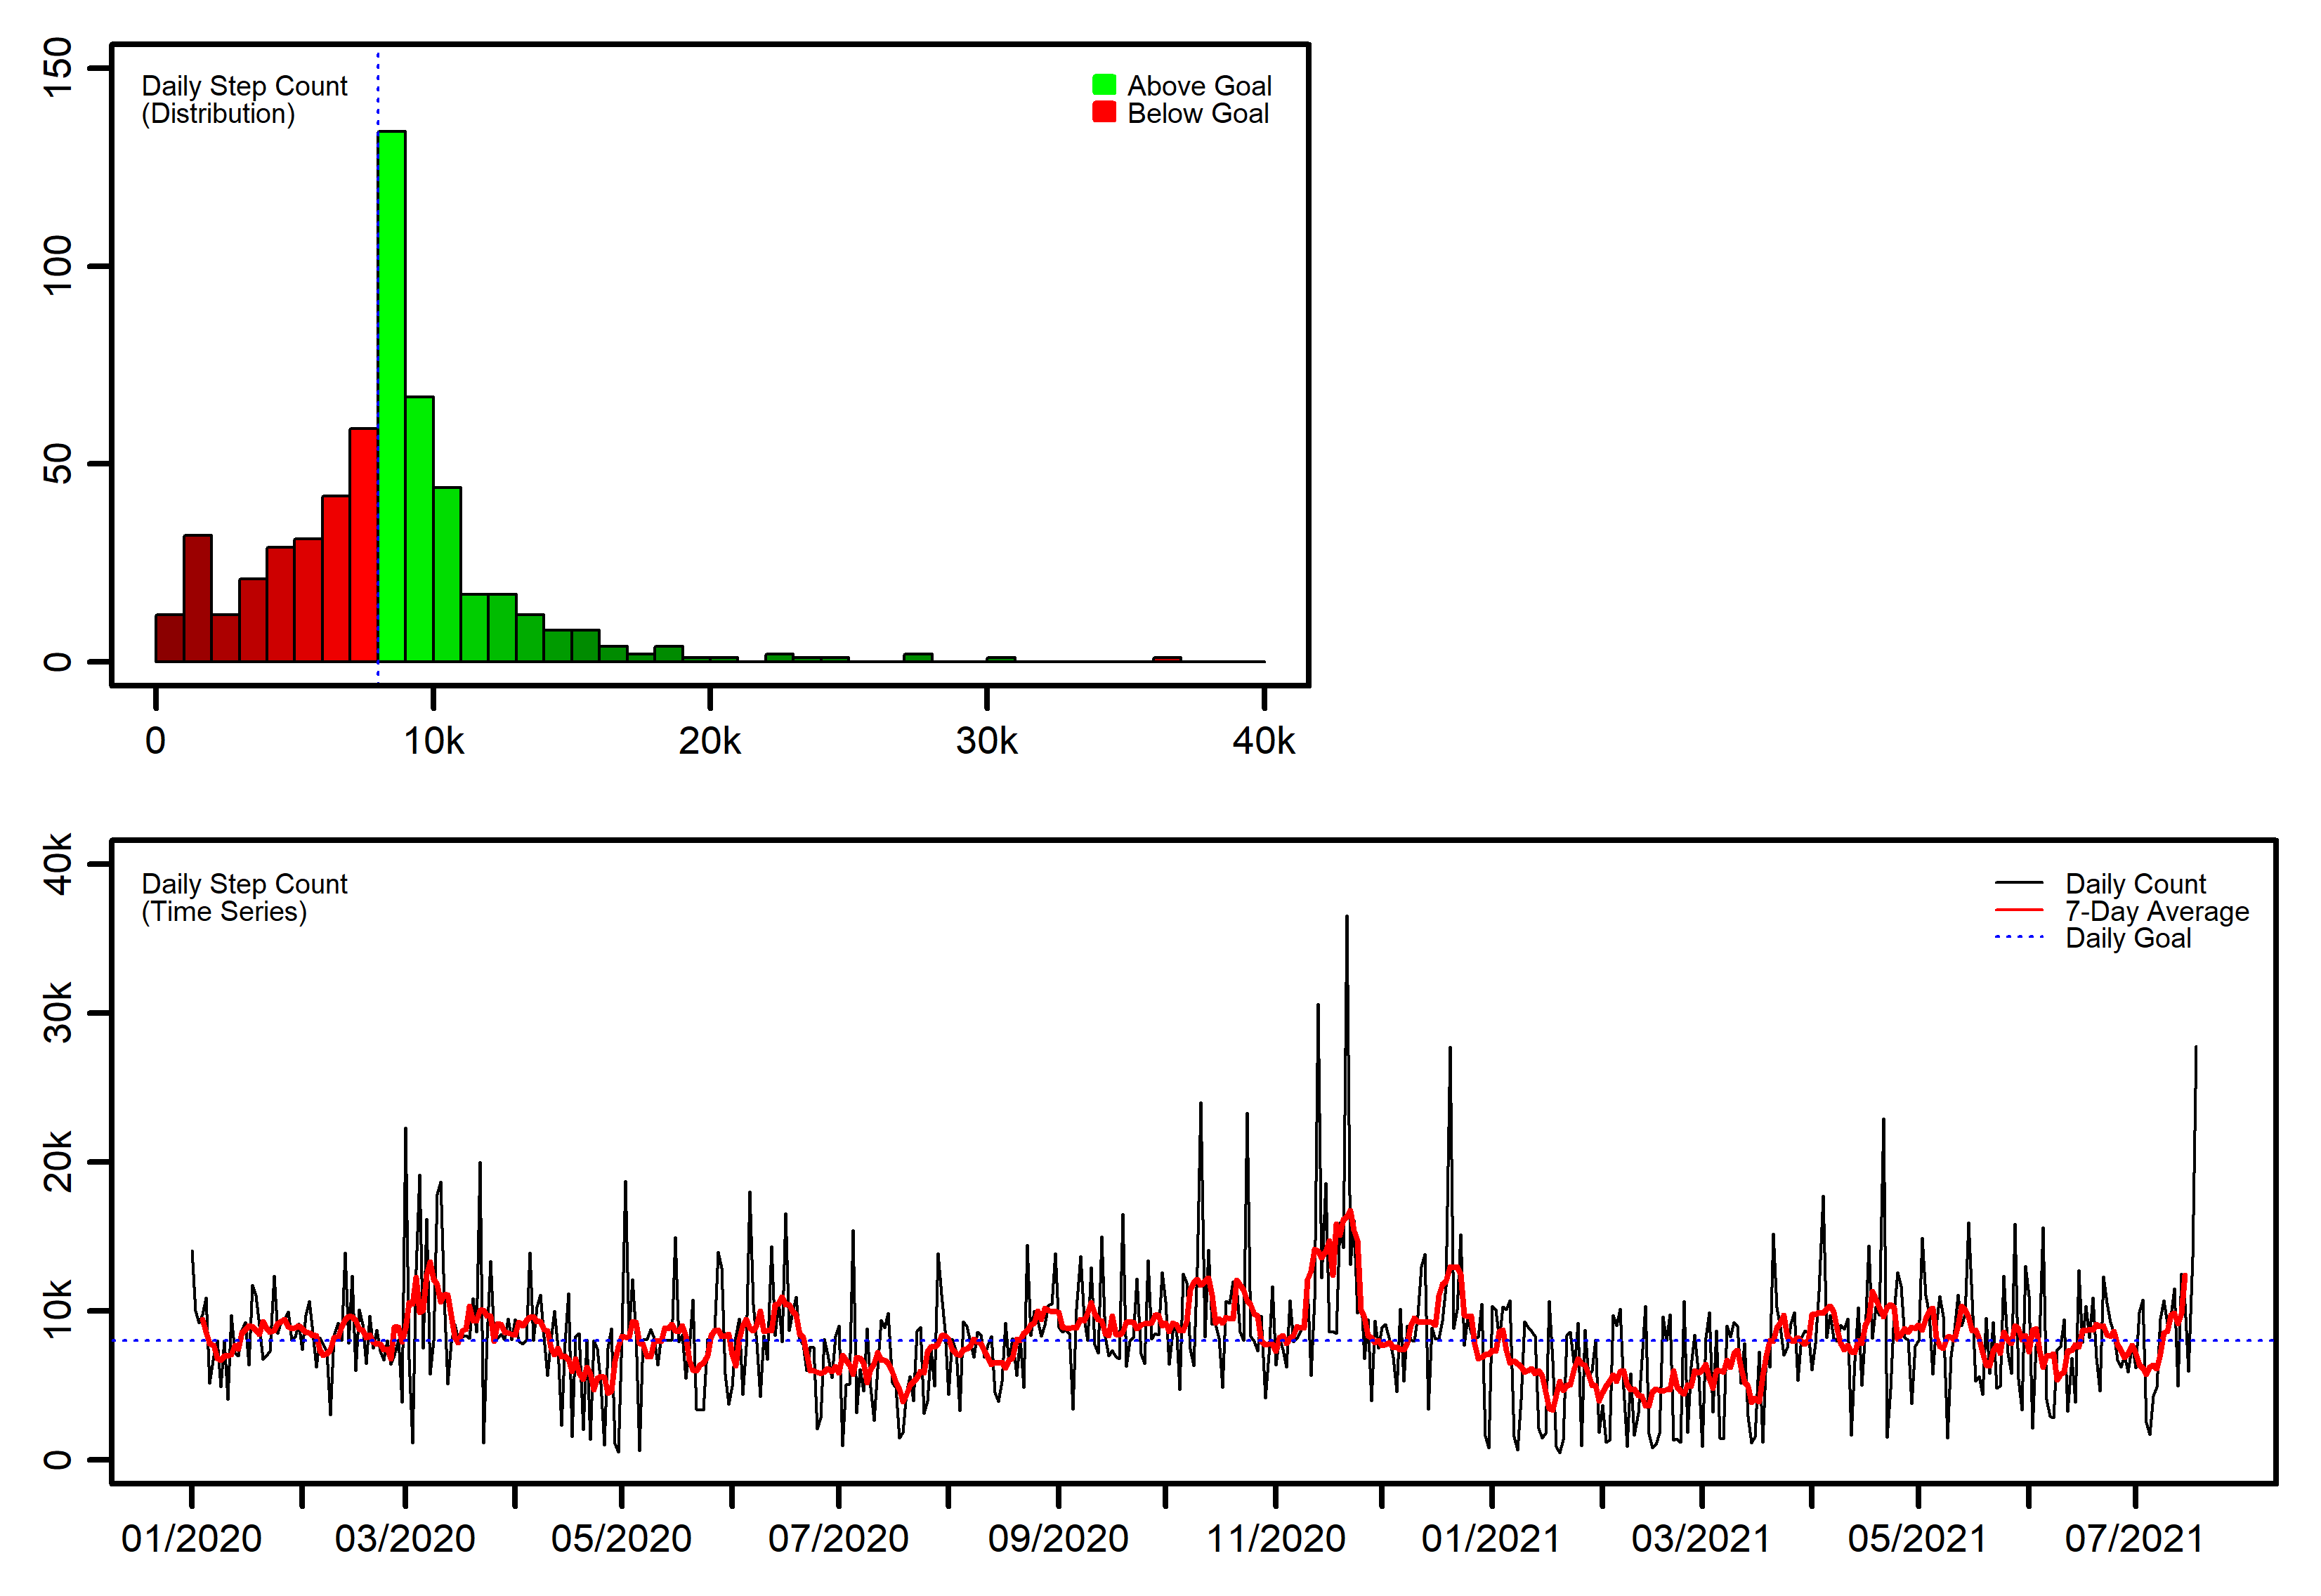 150
100
50
0
Daily Step Count
(Distribution)
Above Goal
Below Goal
0
10k
20k
30k
40k
40k
30k
20k
10k
0
Daily Step Count
(Time Series)
Daily Count
7-Day Average
Daily Goal
01/2020
03/2020
05/2020
07/2020
09/2020
11/2020
01/2021
03/2021
05/2021
07/2021